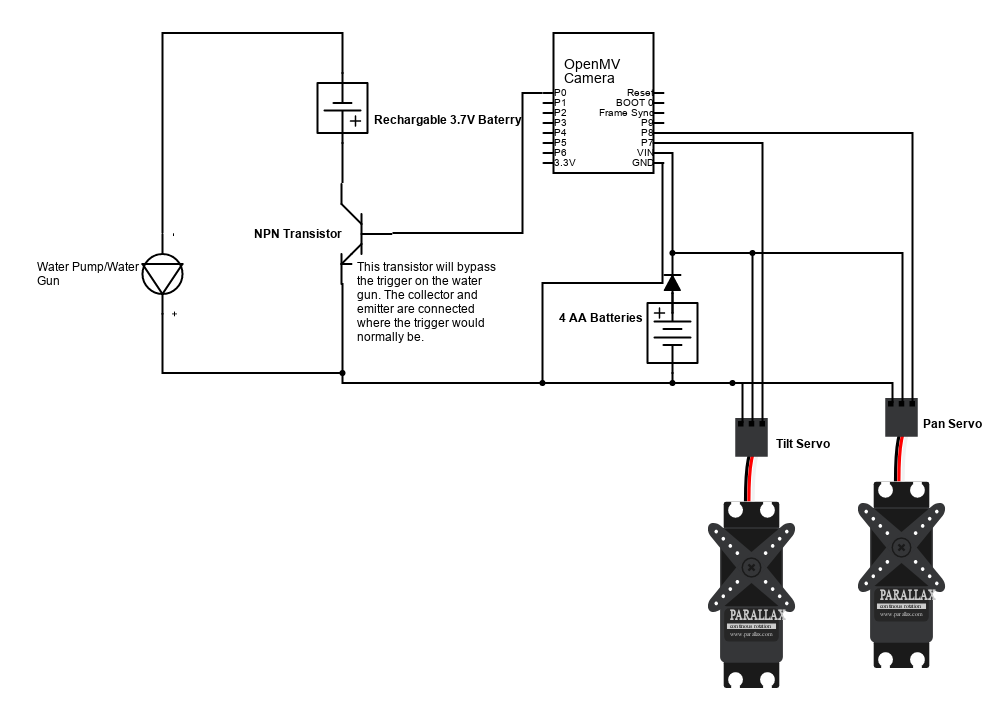 OpenMV
Camera
P0
P1
P2
P3
P4
P5
P6
3.3V
Reset
BOOT 0
Frame Sync
P9
P8
P7
VIN
GND
+
Rechargable 3.7V Baterry
NPN Transistor
-
Water Pump/Water
Gun
+
This transistor will bypass
the trigger on the water
gun. The collector and
emitter are connected
where the trigger would
normally be.
+
4 AA Batteries
Tilt Servo
Pan Servo
PARALLAX
continous rotation
www.parallax.com
PARALLAX
continous rotation
www.parallax.com